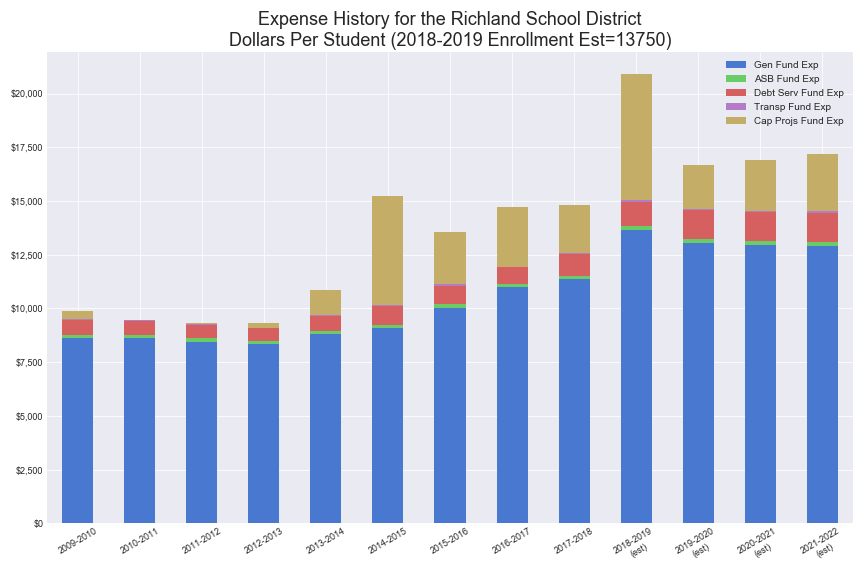 Expense History for the Richland School District
Dollars Per Student (2018-2019 Enrollment Est=13750)
Gen Fund Exp
ASB Fund Exp
Debt Serv Fund Exp
Transp Fund Exp
Cap Projs Fund Exp
$20,000
$17,500
$15,000
$12,500
$10,000
$7,500
$5,000
$2,500
$0
2009-2010
2010-2011
2011-2012
2012-2013
2013-2014
2014-2015
2015-2016
2016-2017
2017-2018
2018-2019
(est)
2019-2020
(est)
2020-2021
(est)
2021-2022
(est)